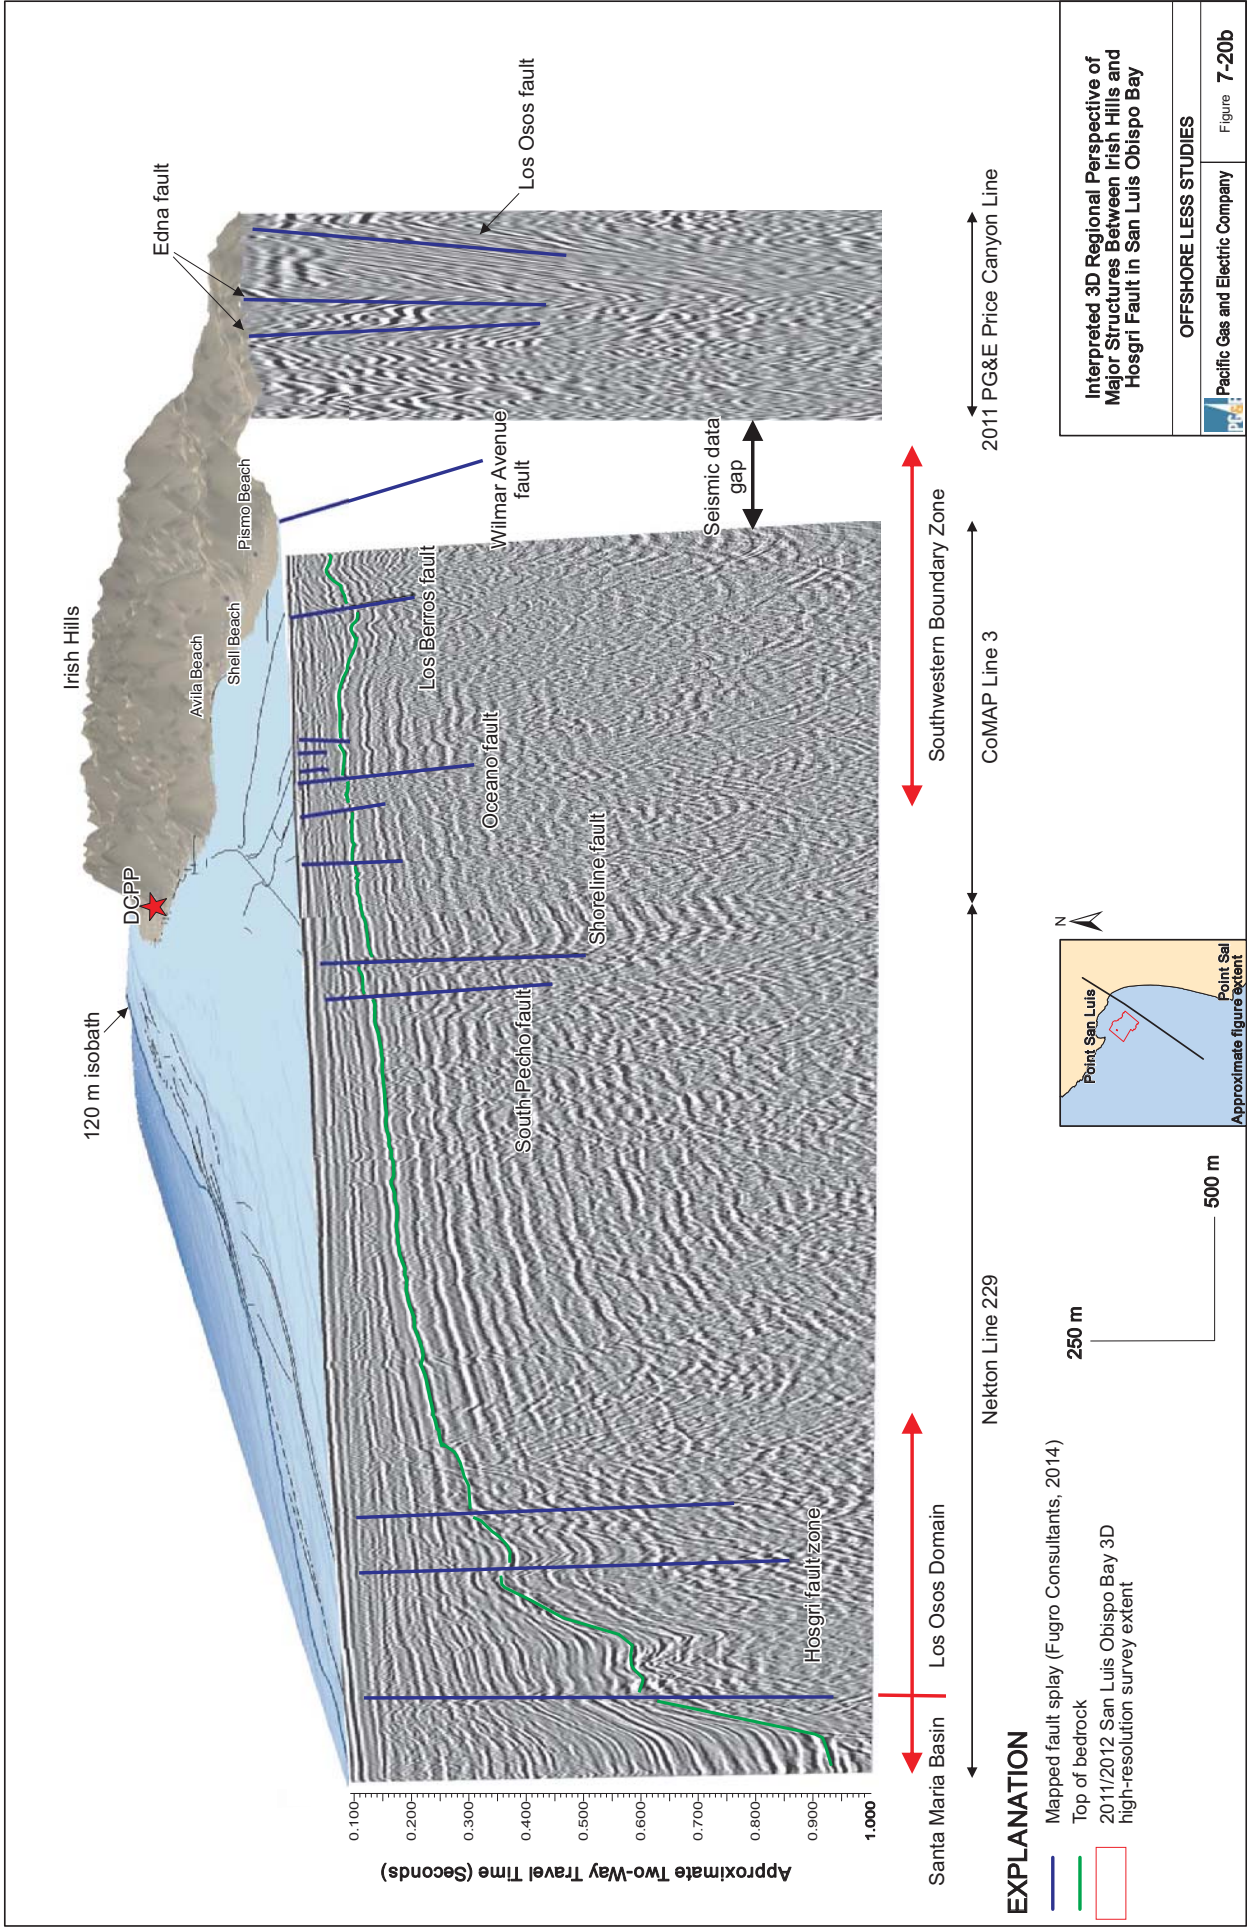 Irish Hills
Edna fault
Los Osos fault
DCPP
120 m isobath
Avila Beach
Shell Beach
Pismo Beach
Wilmar Avenue
fault
Los Berros fault
Oceano fault
Shoreline fault
South Pecho fault
Hosgri fault zone
Seismic data
gap
Approximate Two-Way Travel Time (Seconds)
0.100
0.200
0.300
0.400
0.500
0.600
0.700
0.800
0.900
1.000
Santa Maria Basin
Los Osos Domain
Southwestern Boundary Zone
Nekton Line 229
CoMAP Line 3
2011 PG&E Price Canyon Line
EXPLANATION
Mapped fault splay (Fugro Consultants, 2014)
Top of bedrock
2011/2012 San Luis Obispo Bay 3D
high-resolution survey extent
250 m
500 m
N
Point San Luis
Point Sal
Approximate figure extent
Interpreted 3D Regional Perspective of
Major Structures Between Irish Hills and
Hosgri Fault in San Luis Obispo Bay
OFFSHORE LESS STUDIES
PG&E
Pacific Gas and Electric Company
Figure 7-20b